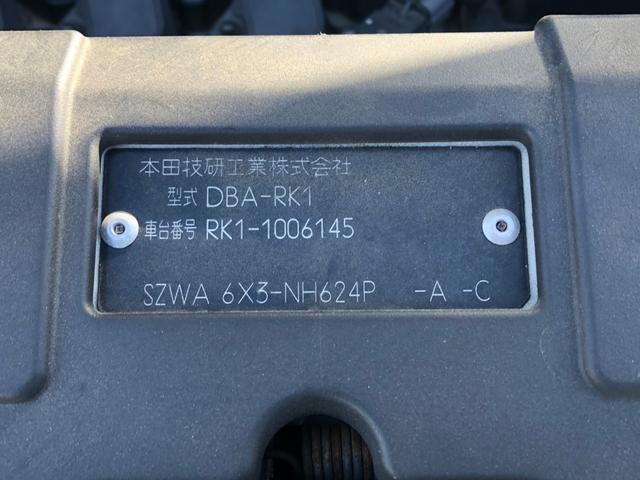 本田技研工業株式会社
型式 DBA-RK1
車台番号 RK1-1006145
SZWA 6X3-NH624P -A -C